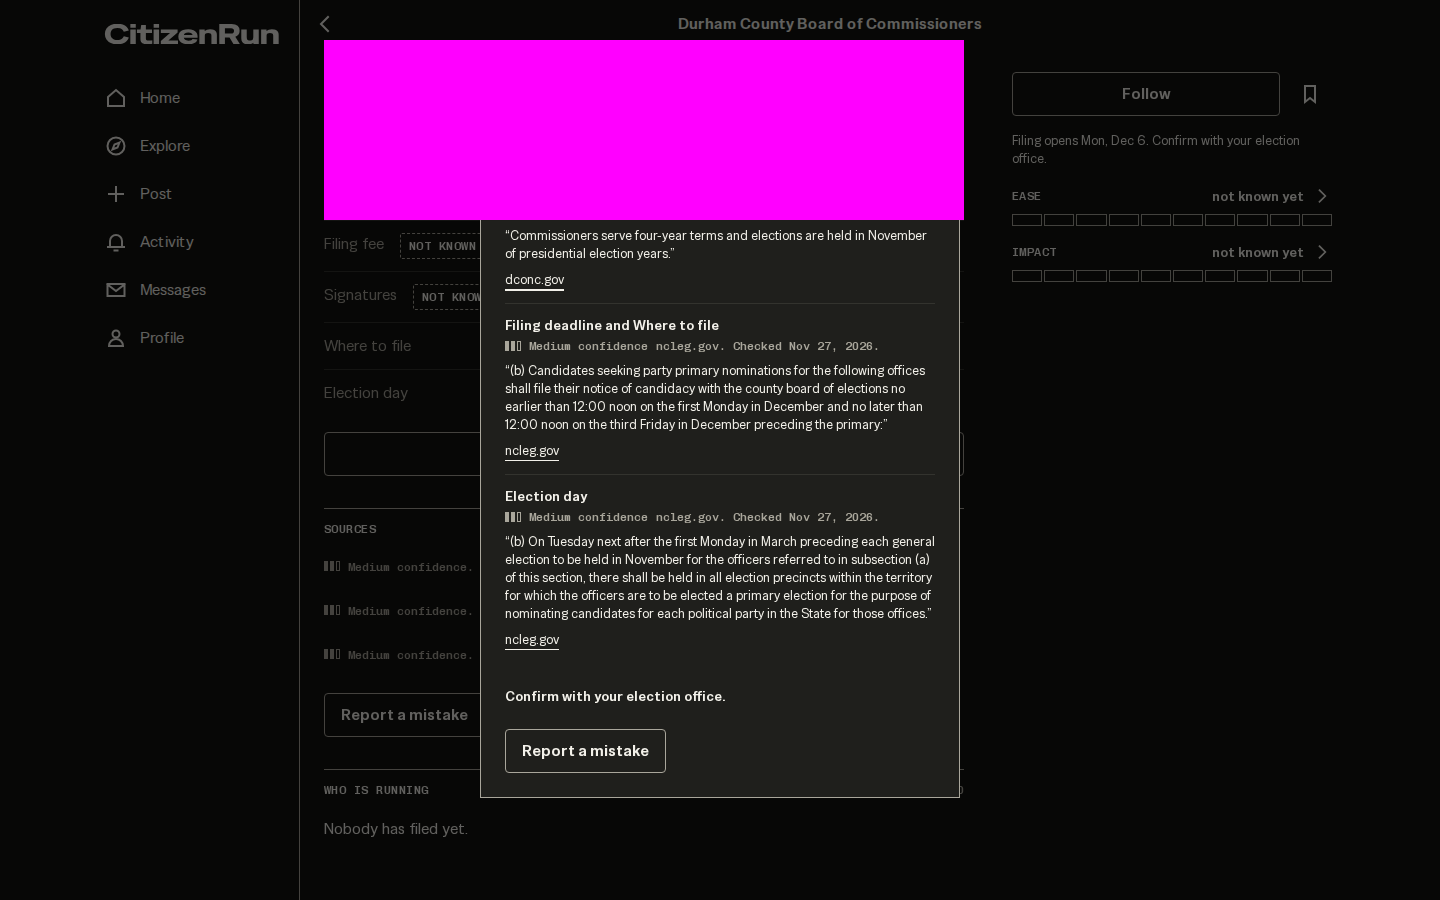 CitizenRun
Home
Explore
Post
Activity
Messages
Profile
Durham County Board of Commissioners
Follow
Filing opens Mon, Dec 6. Confirm with your election
office.
EASE
not known yet
IMPACT
not known yet
Filing fee
NOT KNOWN
Signatures
NOT KNOW
Where to file
Election day
SOURCES
Medium confidence.
Medium confidence.
Medium confidence.
Report a mistake
WHO IS RUNNING
Nobody has filed yet.
“Commissioners serve four-year terms and elections are held in November
of presidential election years.”
dconc.gov
Filing deadline and Where to file
Medium confidence ncleg.gov. Checked Nov 27, 2026.
“(b) Candidates seeking party primary nominations for the following offices
shall file their notice of candidacy with the county board of elections no
earlier than 12:00 noon on the first Monday in December and no later than
12:00 noon on the third Friday in December preceding the primary:”
ncleg.gov
Election day
Medium confidence ncleg.gov. Checked Nov 27, 2026.
“(b) On Tuesday next after the first Monday in March preceding each general
election to be held in November for the officers referred to in subsection (a)
of this section, there shall be held in all election precincts within the territory
for which the officers are to be elected a primary election for the purpose of
nominating candidates for each political party in the State for those offices.”
ncleg.gov
Confirm with your election office.
Report a mistake